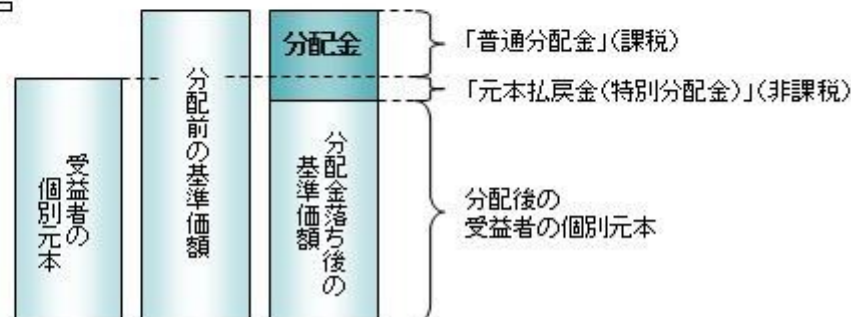 受益者の
個別元本
分配前の基準価額
分配金
分配金落ち後の
基準価額
「普通分配金」(課税)
「元本払戻金(特別分配金)」(非課税)
分配後の
受益者の個別元本